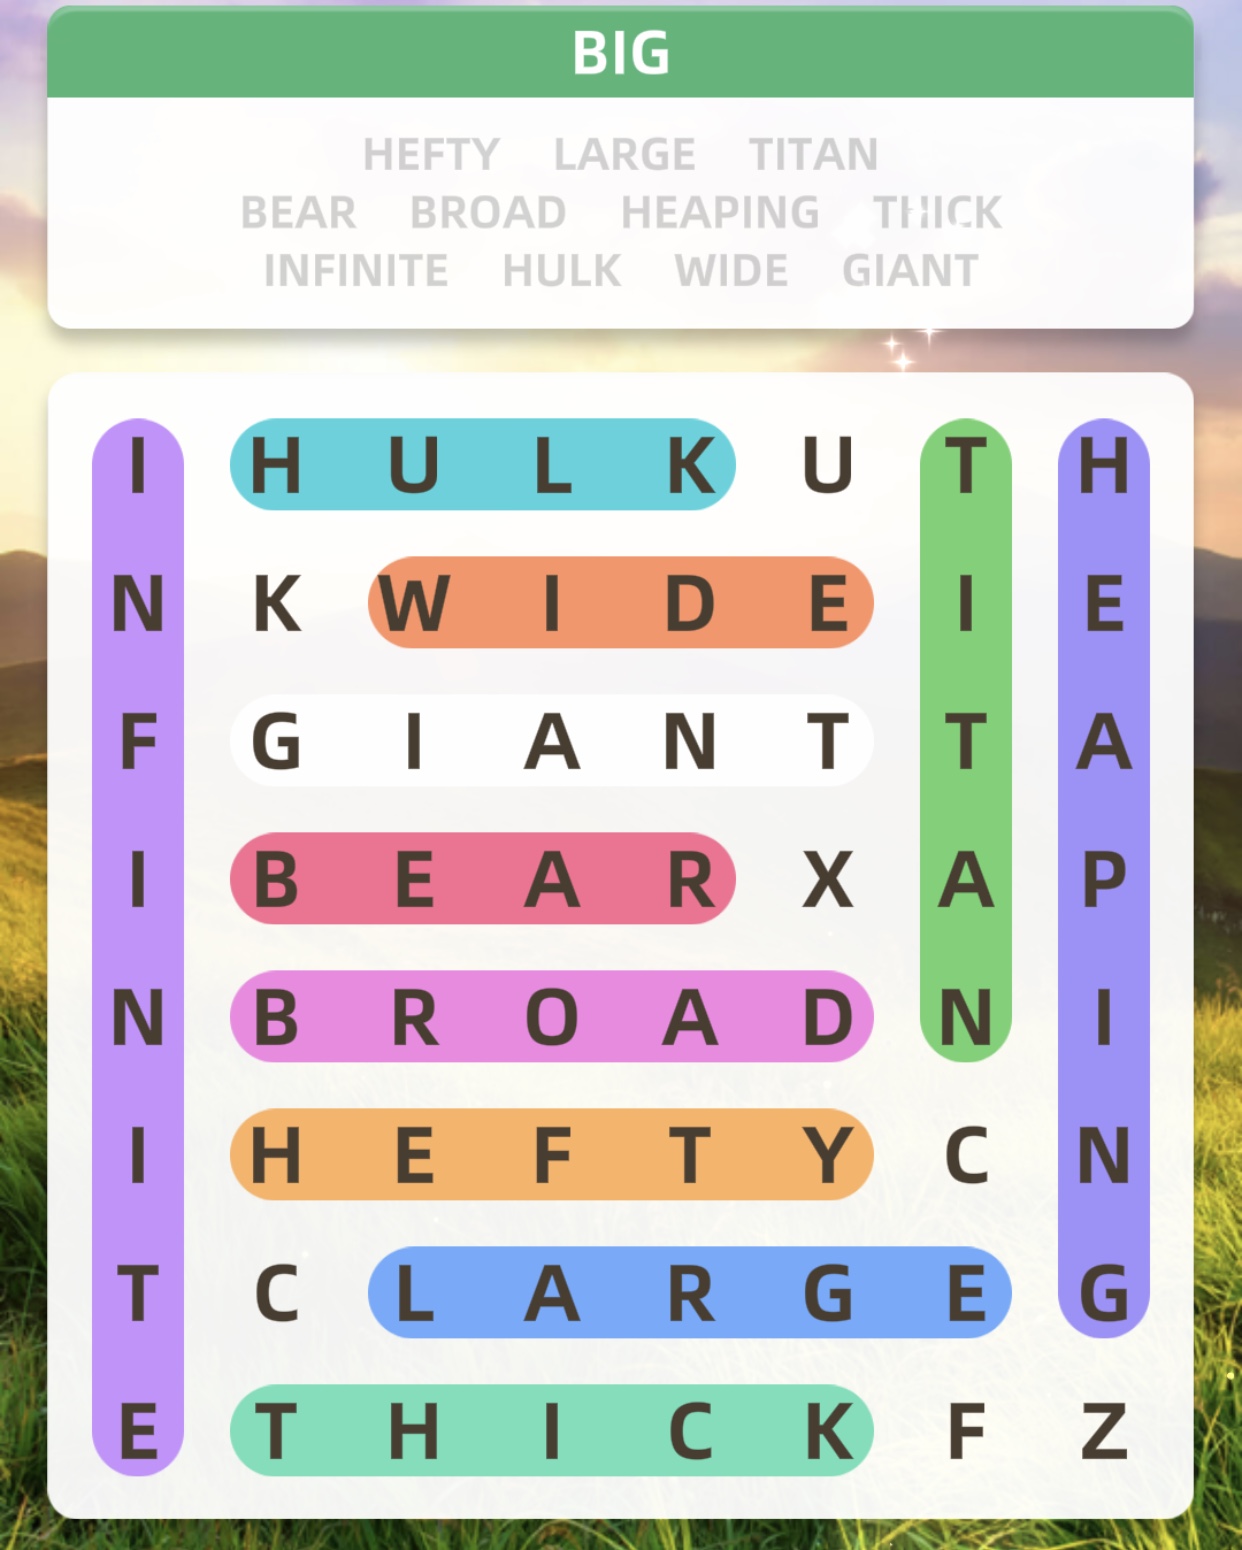 BIG
HEFTY LARGE TITAN
BEAR BROAD HEAPING THICK
INFINITE HULK WIDE GIANT
I H U L K U T H
N K W I D E I E
F G I A N T T A
I B E A R X A P
N B R O A D N I
I H E F T Y C N
T C L A R G E G
E T H I C K F Z